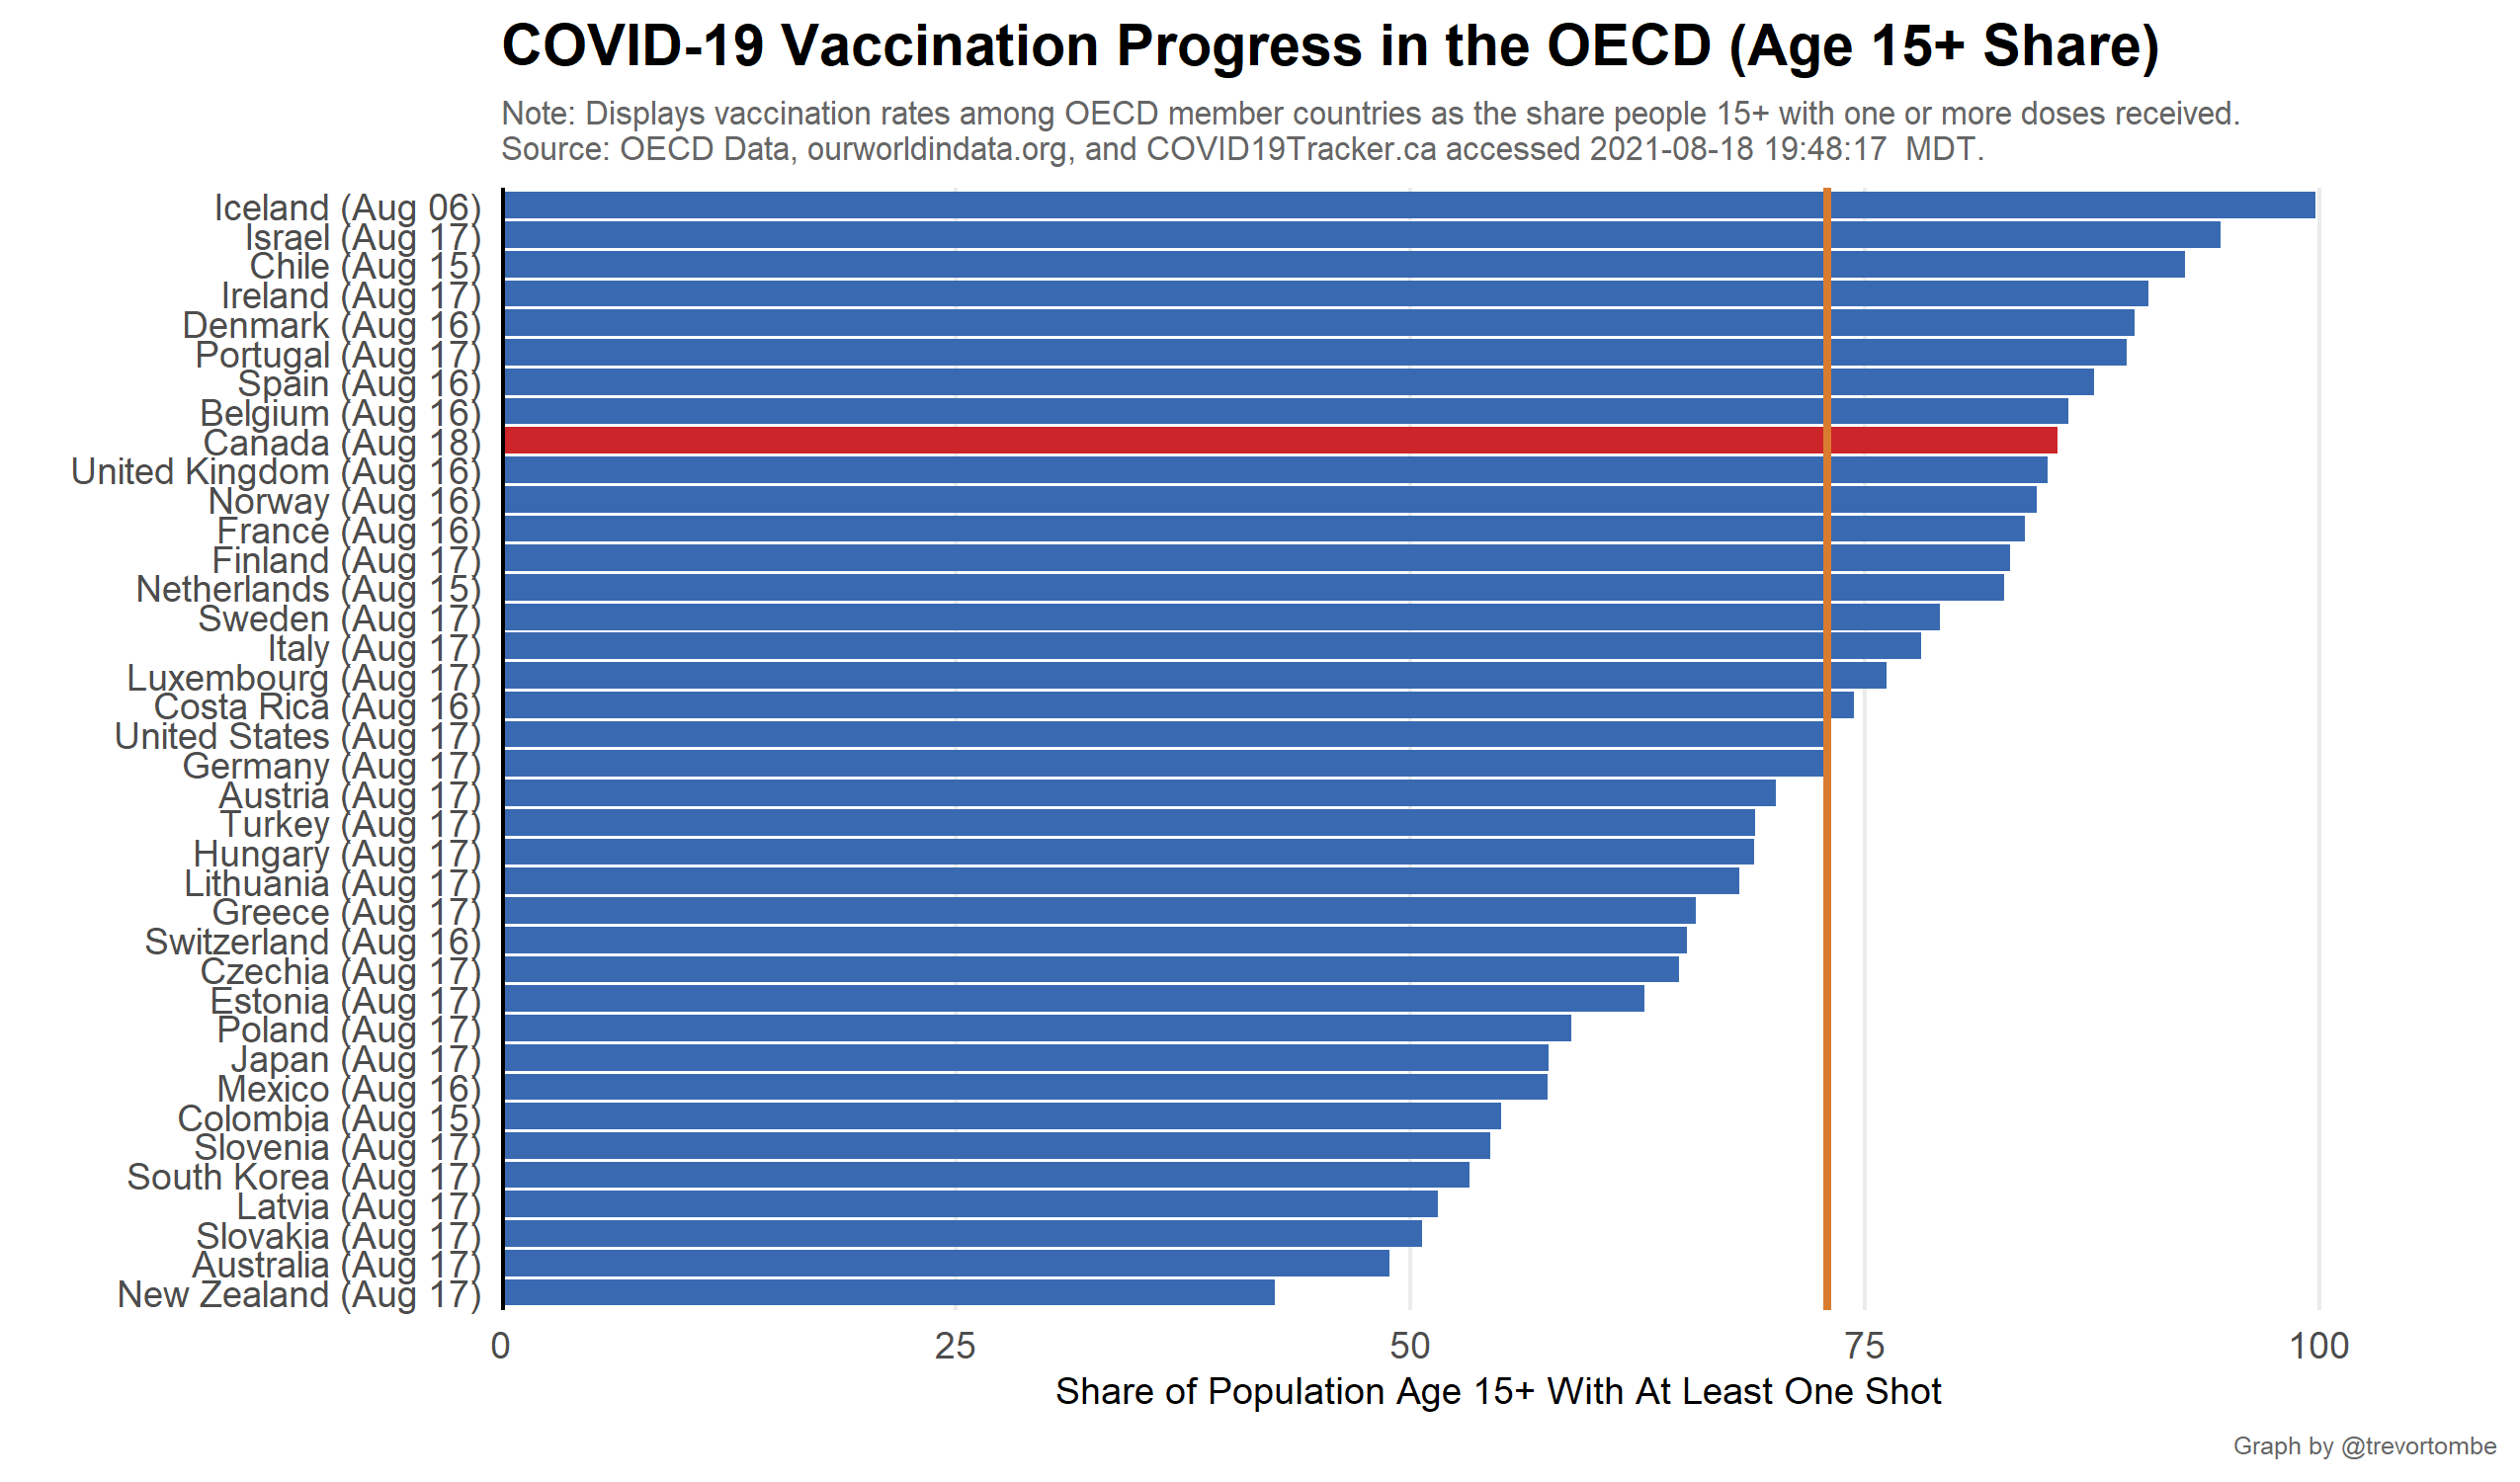 COVID-19 Vaccination Progress in the OECD (Age 15+ Share)
Note: Displays vaccination rates among OECD member countries as the share people 15+ with one or more doses received.
Source: OECD Data, ourworldindata.org, and COVID19Tracker.ca accessed 2021-08-18 19:48:17  MDT.
Iceland (Aug 06)
Israel (Aug 17)
Chile (Aug 15)
Ireland (Aug 17)
Denmark (Aug 16)
Portugal (Aug 17)
Spain (Aug 16)
Belgium (Aug 16)
Canada (Aug 18)
United Kingdom (Aug 16)
Norway (Aug 16)
France (Aug 16)
Finland (Aug 17)
Netherlands (Aug 15)
Sweden (Aug 17)
Italy (Aug 17)
Luxembourg (Aug 17)
Costa Rica (Aug 16)
United States (Aug 17)
Germany (Aug 17)
Austria (Aug 17)
Turkey (Aug 17)
Hungary (Aug 17)
Lithuania (Aug 17)
Greece (Aug 17)
Switzerland (Aug 16)
Czechia (Aug 17)
Estonia (Aug 17)
Poland (Aug 17)
Japan (Aug 17)
Mexico (Aug 16)
Colombia (Aug 15)
Slovenia (Aug 17)
South Korea (Aug 17)
Latvia (Aug 17)
Slovakia (Aug 17)
Australia (Aug 17)
New Zealand (Aug 17)
0 25 50 75 100
Share of Population Age 15+ With At Least One Shot
Graph by @trevortombe